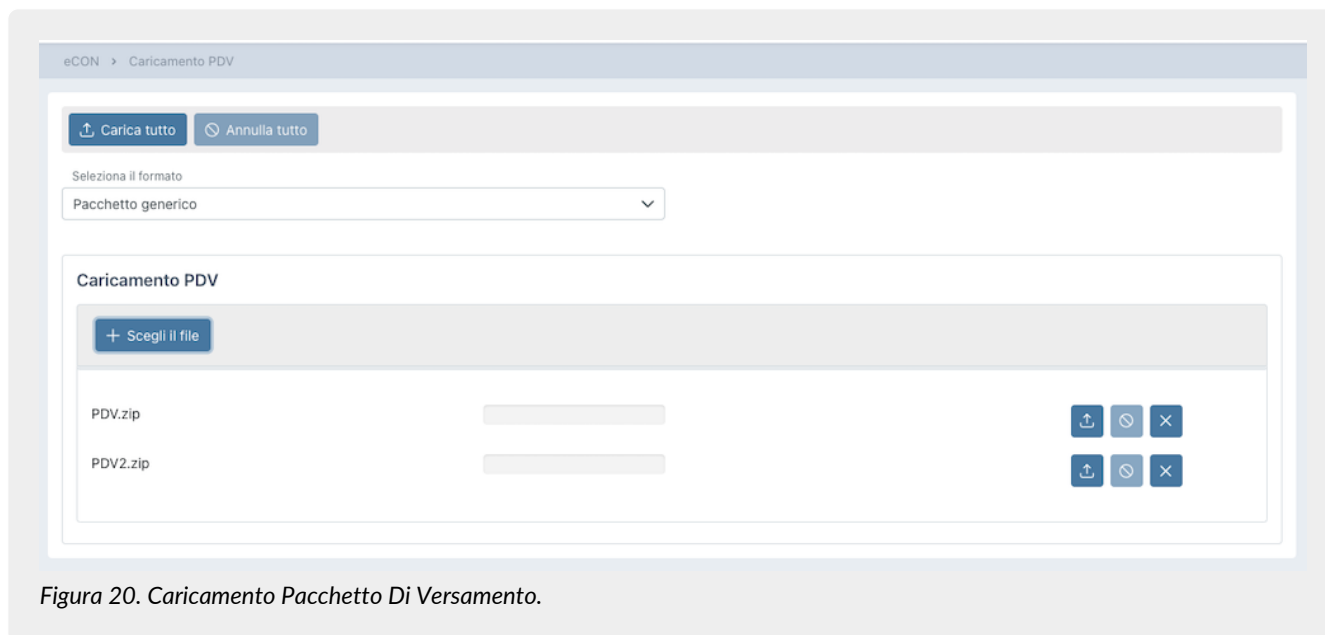 eCON > Caricamento PDV
Carica tutto Annulla tutto
Seleziona il formato
Pacchetto generico
Caricamento PDV
+ Scegli il file
PDV.zip
PDV2.zip
Figura 20. Caricamento Pacchetto Di Versamento.